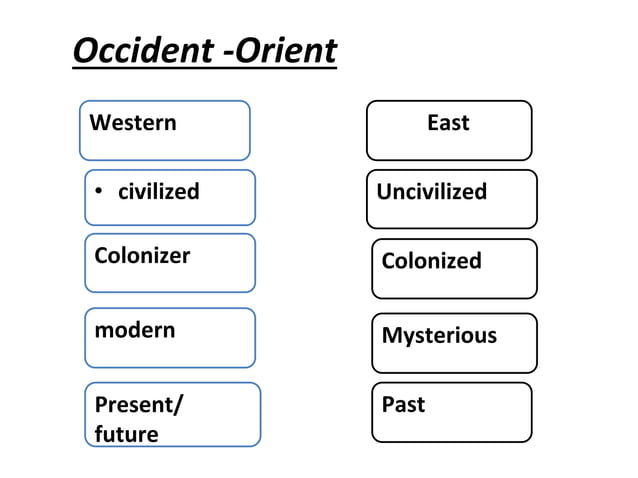 Occident -Orient
Western
East
• civilized
Uncivilized
Colonizer
Colonized
modern
Mysterious
Present/
future
Past